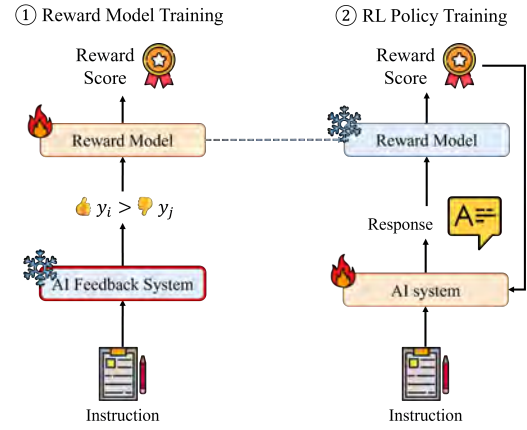 ① Reward Model Training
Reward
Score
Reward Model
y_i > y_j
AI Feedback System
Instruction
② RL Policy Training
Reward
Score
Reward Model
Response
A
AI system
Instruction